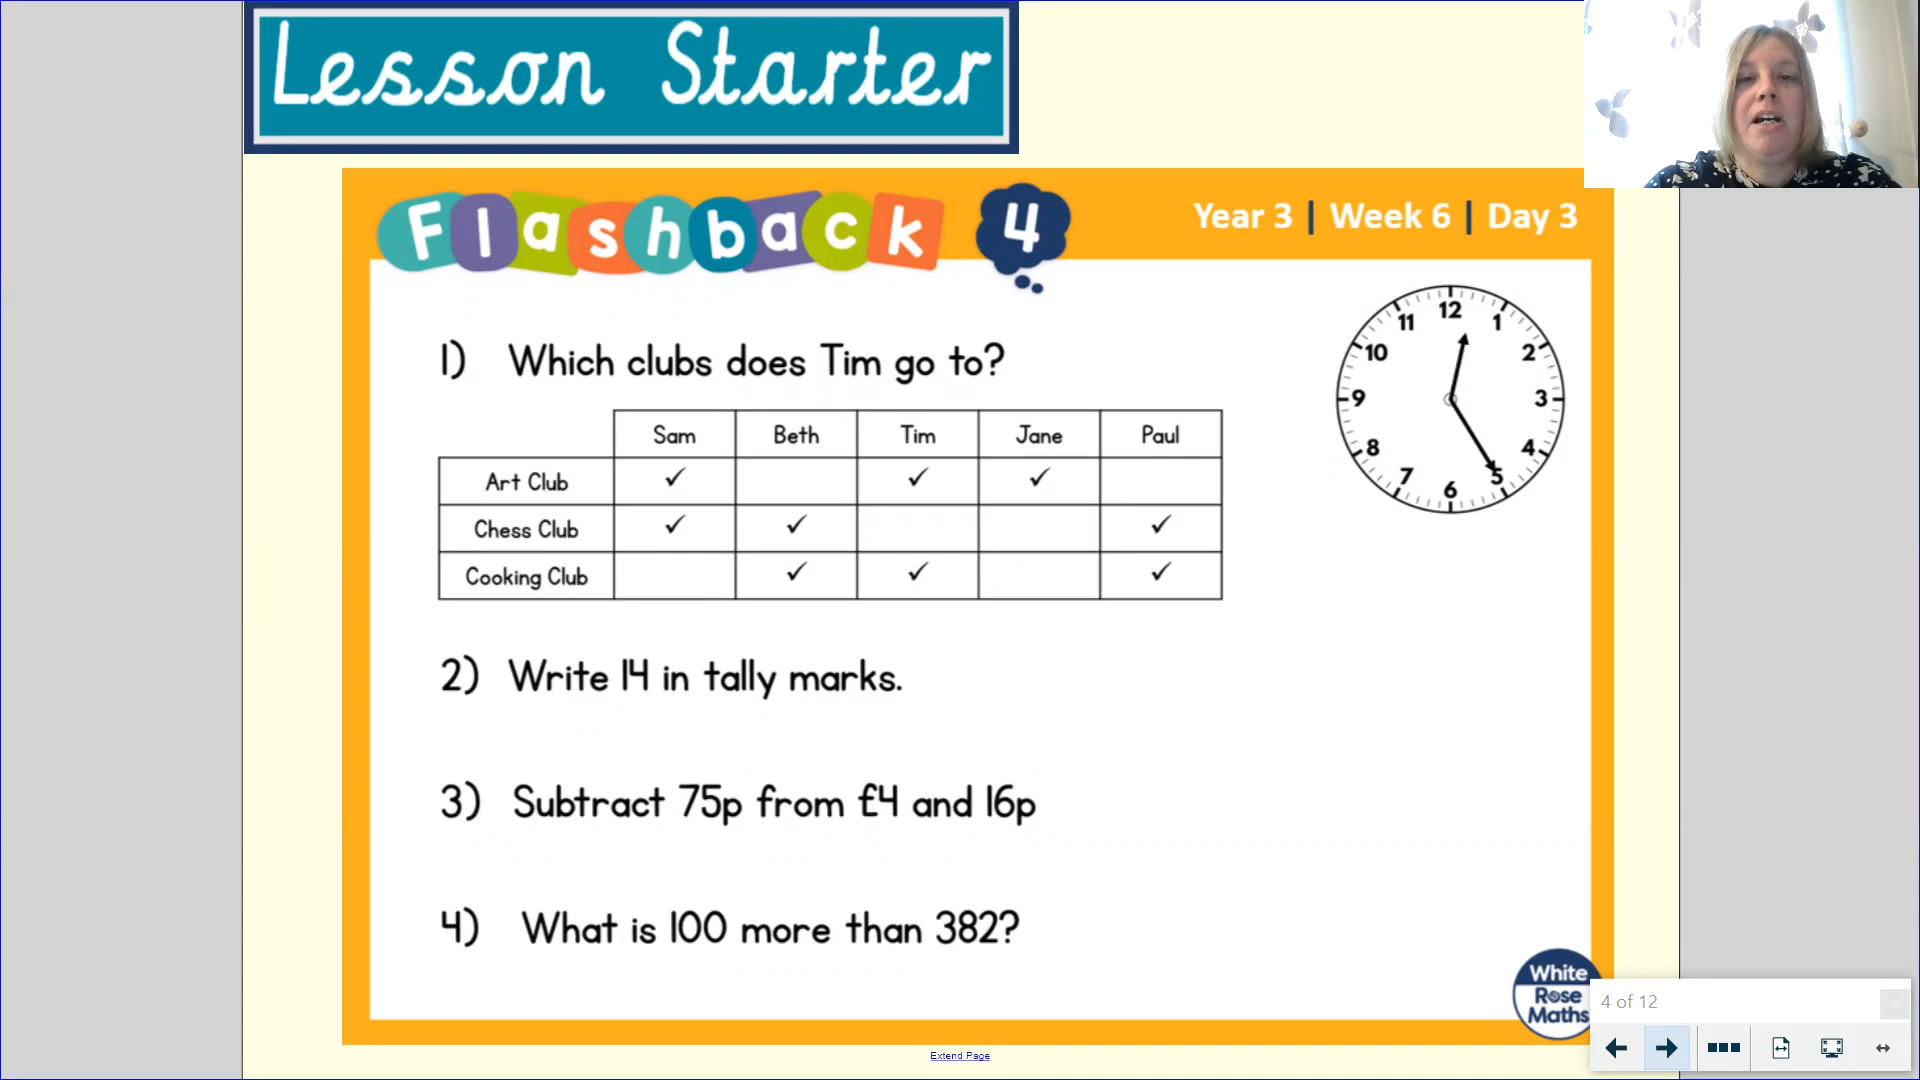 Lesson Starter
Flashback 4
Year 3 | Week 6 | Day 3
1) Which clubs does Tim go to?
Sam Beth Tim Jane Paul
Art Club ✓ ✓ ✓
Chess Club ✓ ✓ ✓
Cooking Club ✓ ✓ ✓
12
11 1
10 2
9 3
8 4
7 5
6
2) Write 14 in tally marks.
3) Subtract 75p from £4 and 16p
4) What is 100 more than 382?
White
Rose
Maths
4 of 12
Extend Page